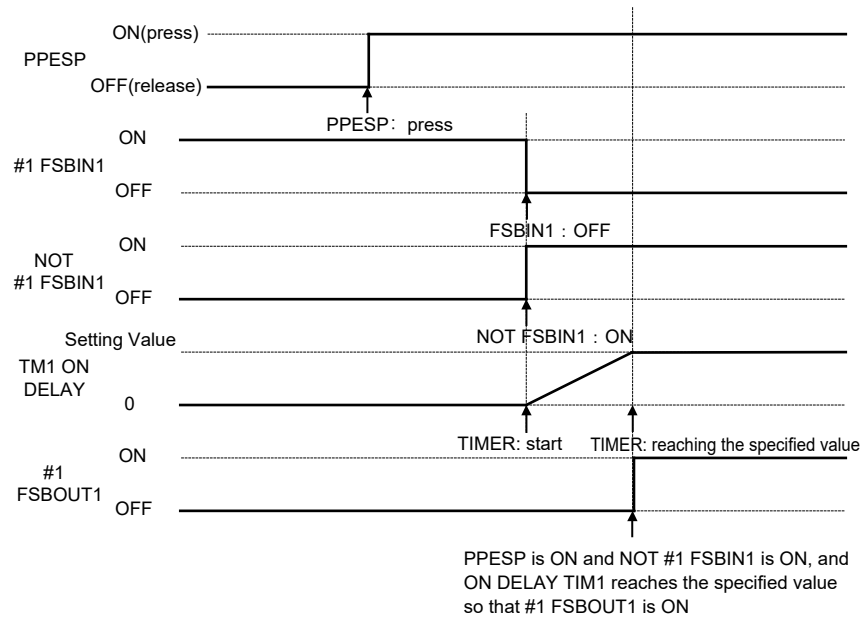 ON(press)
PPESP
OFF(release)
PPESP： press
ON
#1 FSBIN1
OFF
FSBIN1：OFF
ON
NOT
#1 FSBIN1
OFF
NOT FSBIN1：ON
Setting Value
TM1 ON
DELAY
0
TIMER: start
TIMER: reaching the specified value
ON
#1
FSBOUT1
OFF
PPESP is ON and NOT #1 FSBIN1 is ON, and
ON DELAY TIM1 reaches the specified value
so that #1 FSBOUT1 is ON